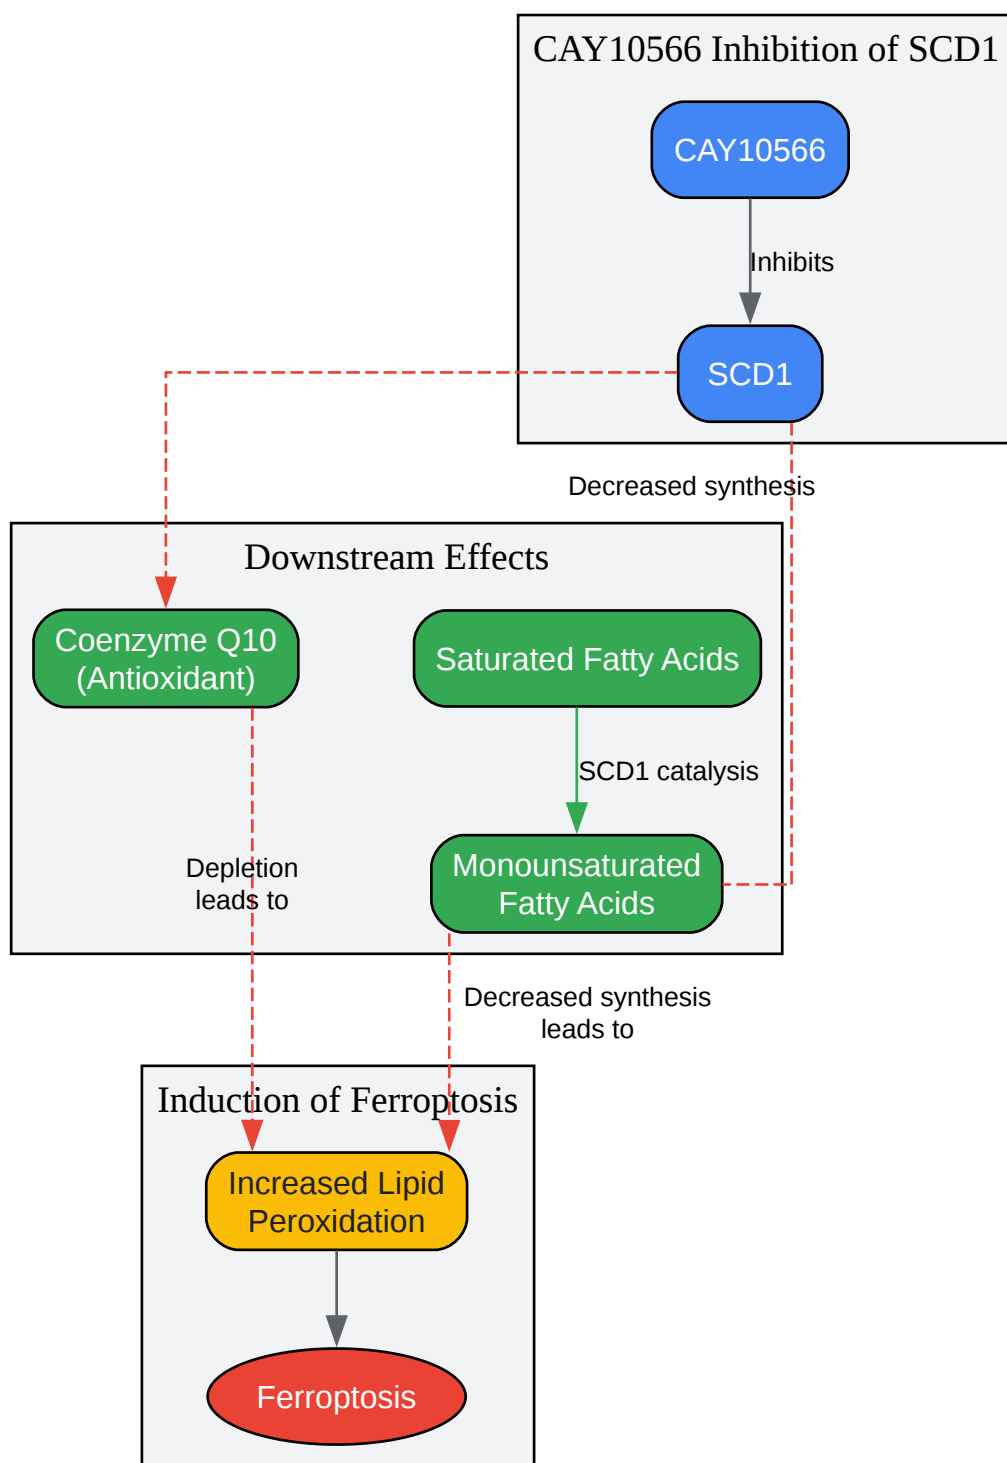 CAY10566 Inhibition of SCD1
CAY10566
Inhibits
SCD1
Decreased synthesis
Downstream Effects
Coenzyme Q10
(Antioxidant)
Saturated Fatty Acids
SCD1 catalysis
Monounsaturated
Fatty Acids
Depletion
leads to
Decreased synthesis
leads to
Induction of Ferroptosis
Increased Lipid
Peroxidation
Ferroptosis